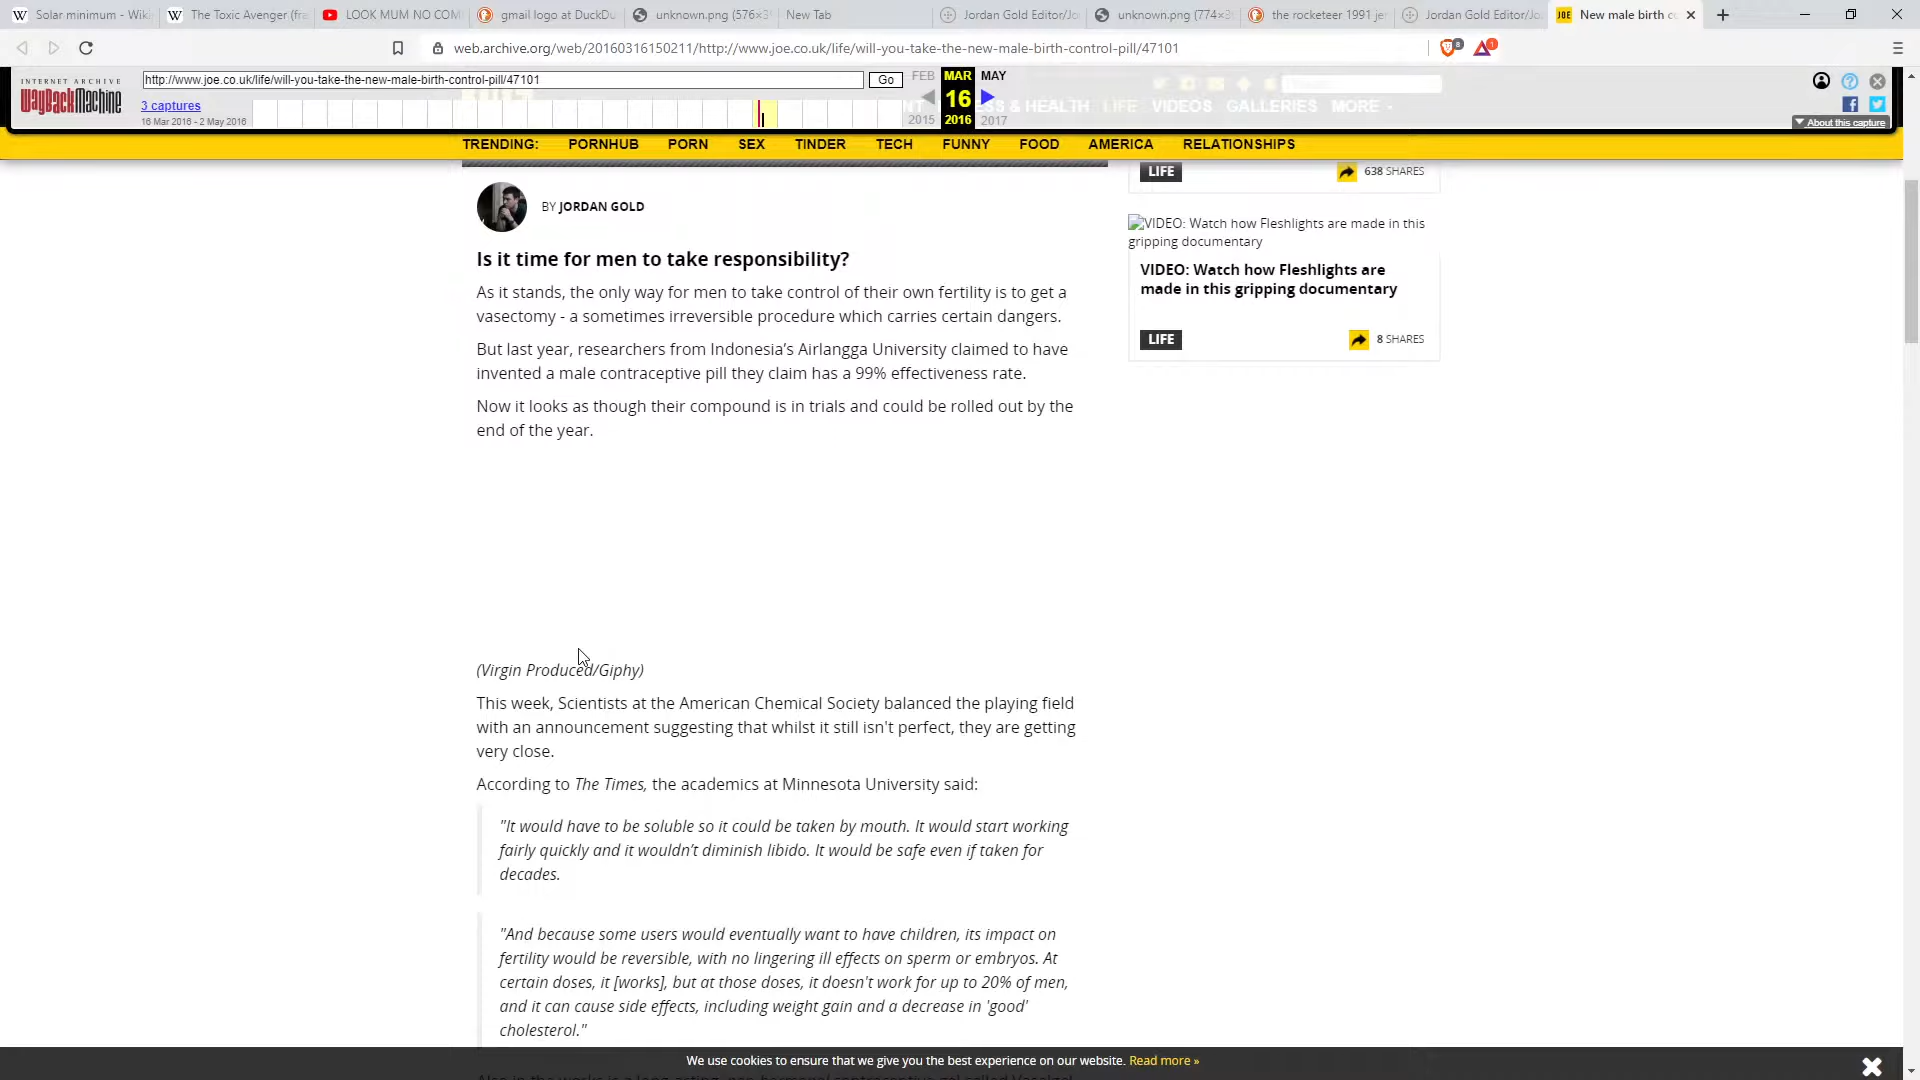 Solar minimum - Wiki
The Toxic Avenger (fra
LOOK MUM NO COM
gmail logo at DuckDu
unknown.png (576×3
New Tab
Jordan Gold Editor/Jo
unknown.png (774×3
the rocketeer 1991 je
Jordan Gold Editor/Jo
JOE
New male birth c
web.archive.org/web/20160316150211/http://www.joe.co.uk/life/will-you-take-the-new-male-birth-control-pill/47101
8
1
INTERNET ARCHIVE
WayBackMachine
http://www.joe.co.uk/life/will-you-take-the-new-male-birth-control-pill/47101
Go
FEB MAR MAY
3 captures
16
16 Mar 2016 - 2 May 2016
2015 2016 2017
About this capture
NT SS & HEALTH LIFE VIDEOS GALLERIES MORE
TRENDING: PORNHUB PORN SEX TINDER TECH FUNNY FOOD AMERICA RELATIONSHIPS
BY JORDAN GOLD
Is it time for men to take responsibility?
As it stands, the only way for men to take control of their own fertility is to get a
vasectomy - a sometimes irreversible procedure which carries certain dangers.
But last year, researchers from Indonesia's Airlangga University claimed to have
invented a male contraceptive pill they claim has a 99% effectiveness rate.
Now it looks as though their compound is in trials and could be rolled out by the
end of the year.
(Virgin Produced/Giphy)
This week, Scientists at the American Chemical Society balanced the playing field
with an announcement suggesting that whilst it still isn't perfect, they are getting
very close.
According to The Times, the academics at Minnesota University said:
"It would have to be soluble so it could be taken by mouth. It would start working
fairly quickly and it wouldn't diminish libido. It would be safe even if taken for
decades.
"And because some users would eventually want to have children, its impact on
fertility would be reversible, with no lingering ill effects on sperm or embryos. At
certain doses, it [works], but at those doses, it doesn't work for up to 20% of men,
and it can cause side effects, including weight gain and a decrease in 'good'
cholesterol."
LIFE
638 SHARES
VIDEO: Watch how Fleshlights are made in this
gripping documentary
VIDEO: Watch how Fleshlights are
made in this gripping documentary
LIFE
8 SHARES
We use cookies to ensure that we give you the best experience on our website. Read more »